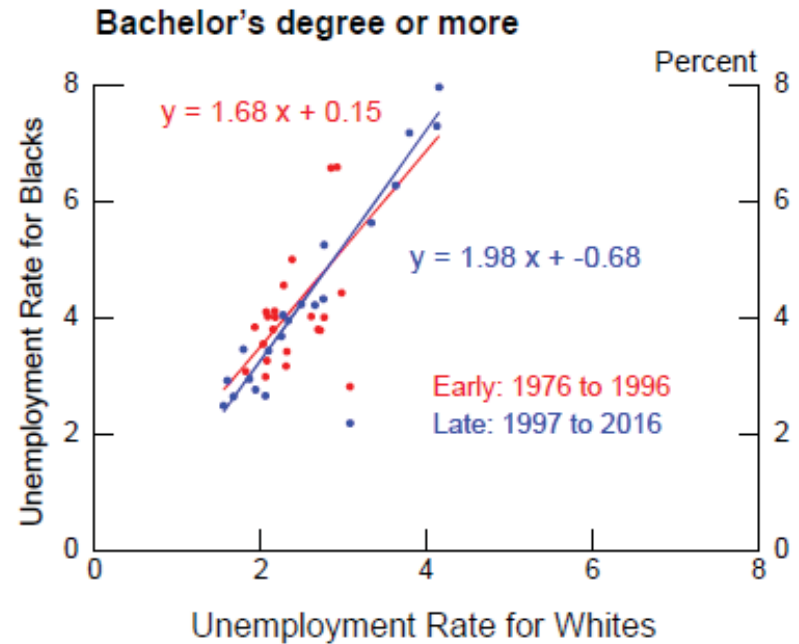 Bachelor's degree or more
Percent
8
8
y = 1.68 x + 0.15
6
6
y = 1.98 x + -0.68
4
4
Early: 1976 to 1996
Late: 1997 to 2016
2
2
0
0
0
2
4
6
8
Unemployment Rate for Blacks
Unemployment Rate for Whites